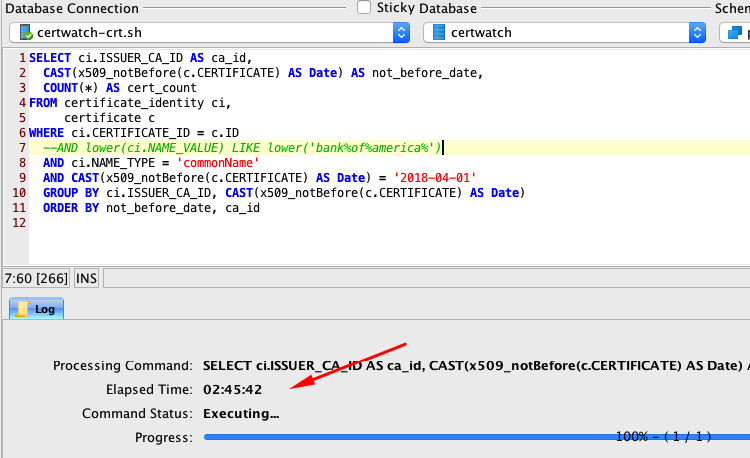 Database Connection
Sticky Database
Schem
certwatch-crt.sh
certwatch
p
1 SELECT ci.ISSUER_CA_ID AS ca_id,
2 CAST(x509_notBefore(c.CERTIFICATE) AS Date) AS not_before_date,
3 COUNT(*) AS cert_count
4 FROM certificate_identity ci,
5 certificate c
6 WHERE ci.CERTIFICATE_ID = c.ID
7 --AND lower(ci.NAME_VALUE) LIKE lower('bank%of%america%')
8 AND ci.NAME_TYPE = 'commonName'
9 AND CAST(x509_notBefore(c.CERTIFICATE) AS Date) = '2018-04-01'
10 GROUP BY ci.ISSUER_CA_ID, CAST(x509_notBefore(c.CERTIFICATE) AS Date)
11 ORDER BY not_before_date, ca_id
12
7:60 [266] INS
Log
Processing Command: SELECT ci.ISSUER_CA_ID AS ca_id, CAST(x509_notBefore(c.CERTIFICATE) AS Date) A
Elapsed Time: 02:45:42
Command Status: Executing...
Progress: 100% - ( 1 / 1 )